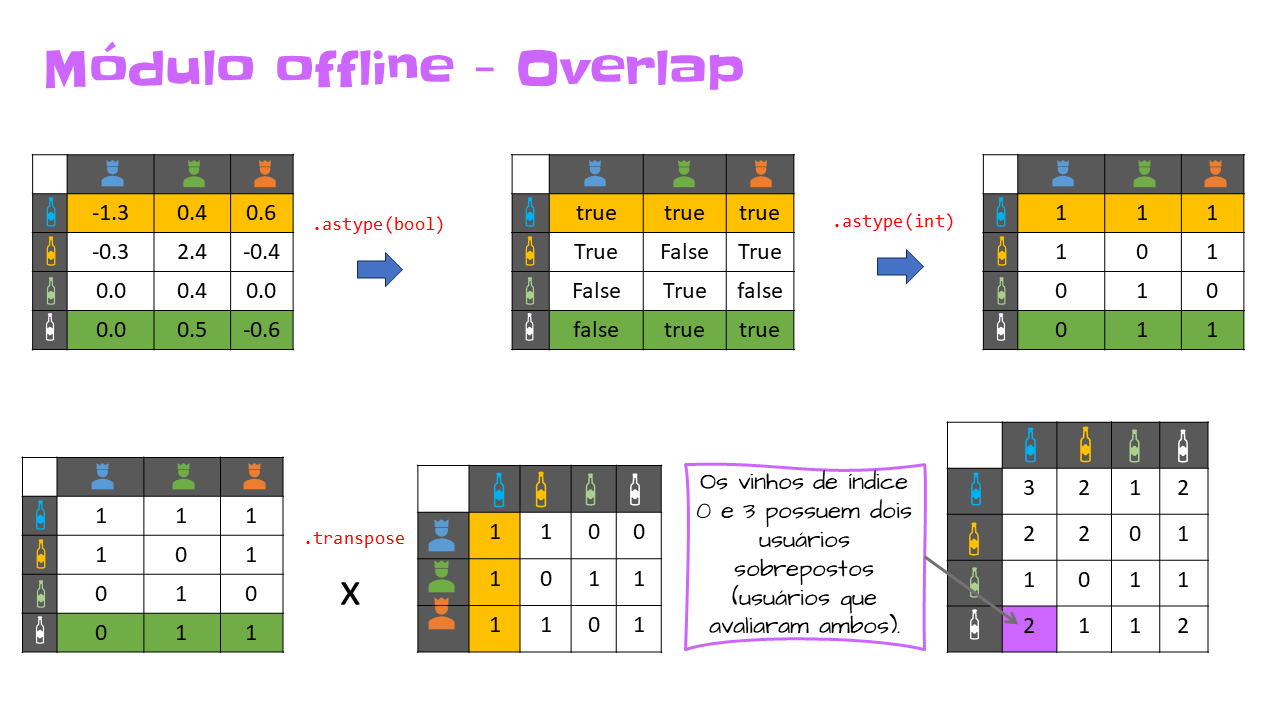 Módulo offline - Overlap
-1.3 0.4 0.6
-0.3 2.4 -0.4
0.0 0.4 0.0
0.0 0.5 -0.6
.astype(bool)
true true true
True False True
False True false
false true true
.astype(int)
1 1 1
1 0 1
0 1 0
0 1 1
1 1 1
1 0 1
0 1 0
0 1 1
.transpose
X
1 1 0 0
1 0 1 1
1 1 0 1
Os vinhos de índice
0 e 3 possuem dois
usuários
sobrepostos
(usuários que
avaliaram ambos).
3 2 1 2
2 2 0 1
1 0 1 1
2 1 1 2